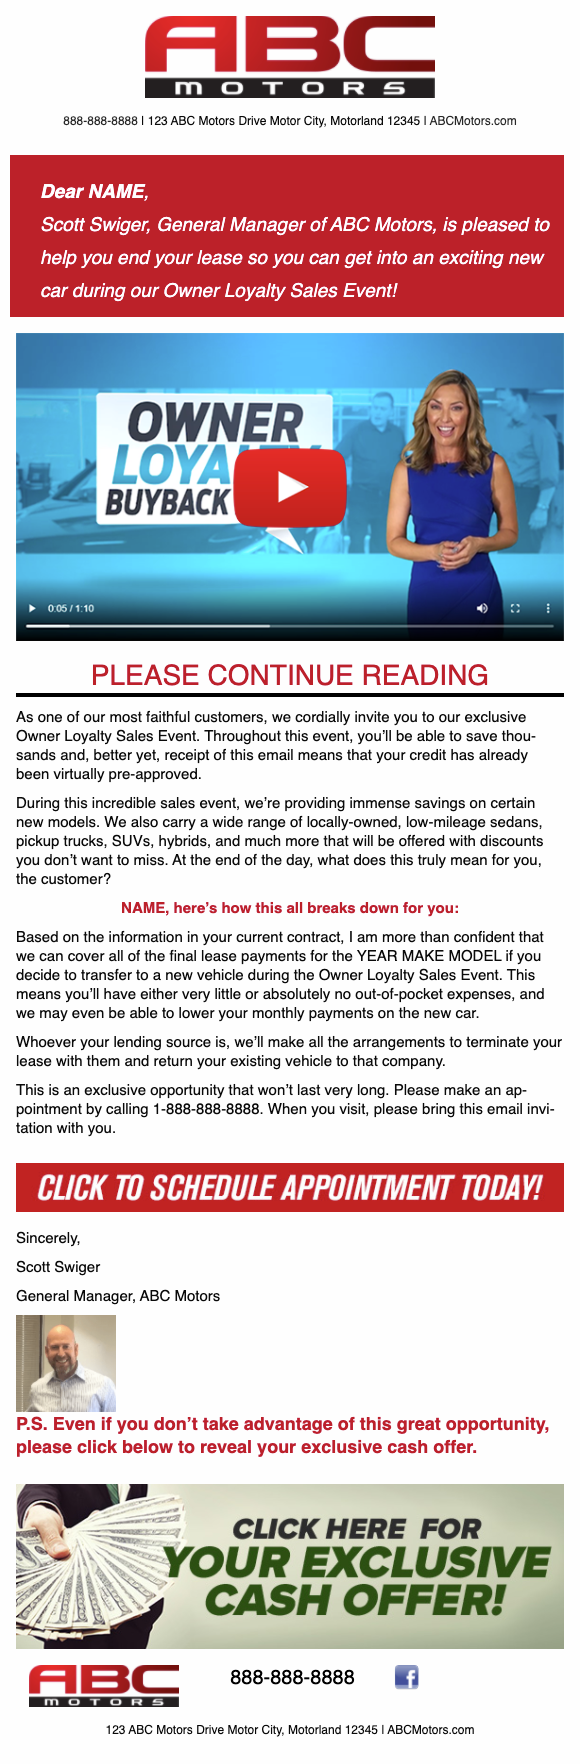 ABC
MOTORS
888-888-8888 | 123 ABC Motors Drive Motor City, Motorland 12345 | ABCMotors.com
Dear NAME,
Scott Swiger, General Manager of ABC Motors, is pleased to
help you end your lease so you can get into an exciting new
car during our Owner Loyalty Sales Event!
OWNER
BUYBACK
0:05 / 1:10
PLEASE CONTINUE READING
As one of our most faithful customers, we cordially invite you to our exclusive
Owner Loyalty Sales Event. Throughout this event, you'll be able to save thou-
sands and, better yet, receipt of this email means that your credit has already
been virtually pre-approved.
During this incredible sales event, we're providing immense savings on certain
new models. We also carry a wide range of locally-owned, low-mileage sedans,
pickup trucks, SUVs, hybrids, and much more that will be offered with discounts
you don't want to miss. At the end of the day, what does this truly mean for you,
the customer?
NAME, here's how this all breaks down for you:
Based on the information in your current contract, I am more than confident that
we can cover all of the final lease payments for the YEAR MAKE MODEL if you
decide to transfer to a new vehicle during the Owner Loyalty Sales Event. This
means you'll have either very little or absolutely no out-of-pocket expenses, and
we may even be able to lower your monthly payments on the new car.
Whoever your lending source is, we'll make all the arrangements to terminate your
lease with them and return your existing vehicle to that company.
This is an exclusive opportunity that won't last very long. Please make an ap-
pointment by calling 1-888-888-8888. When you visit, please bring this email invi-
tation with you.
CLICK TO SCHEDULE APPOINTMENT TODAY!
Sincerely,
Scott Swiger
General Manager, ABC Motors
P.S. Even if you don't take advantage of this great opportunity,
please click below to reveal your exclusive cash offer.
CLICK HERE FOR
YOUR EXCLUSIVE
CASH OFFER!
ABC
MOTORS
888-888-8888
f
123 ABC Motors Drive Motor City, Motorland 12345 | ABCMotors.com